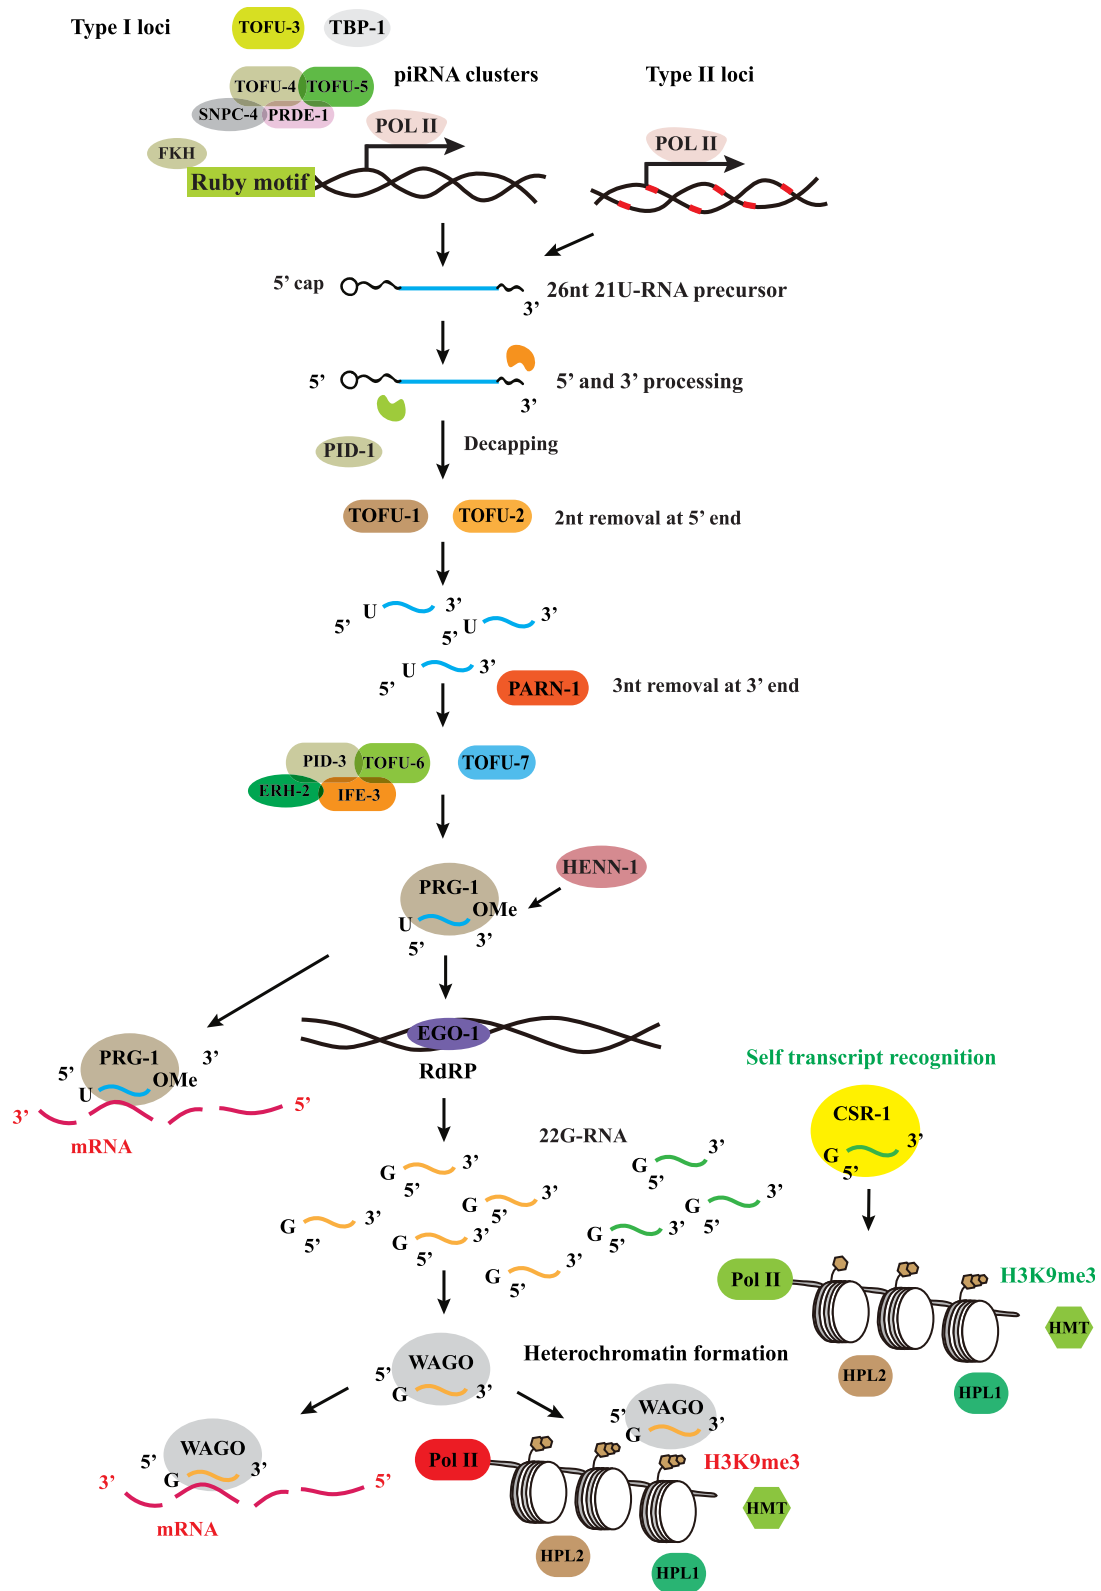 Type I loci
TOFU-3
TBP-1
TOFU-4
TOFU-5
SNPC-4
PRDE-1
FKH
Ruby motif
piRNA clusters
POL II
Type II loci
POL II
5’ cap
3’
26nt 21U-RNA precursor
5’
3’
5’ and 3’ processing
PID-1
Decapping
TOFU-1
TOFU-2
2nt removal at 5’ end
5’
U
3’
5’
U
3’
5’
U
3’
PARN-1
3nt removal at 3’ end
PID-3
TOFU-6
ERH-2
IFE-3
TOFU-7
HENN-1
PRG-1
OMe
U
5’
3’
PRG-1
3’
5’
OMe
U
3’
5’
mRNA
EGO-1
RdRP
Self transcript recognition
CSR-1
3’
G
5’
22G-RNA
G
5’
3’
G
5’
3’
G
5’
3’
G
5’
3’
G
5’
3’
G
5’
3’
G
5’
3’
G
5’
3’
Pol II
H3K9me3
HMT
HPL2
HPL1
WAGO
5’
G
3’
Heterochromatin formation
WAGO
5’
G
3’
3’
5’
mRNA
WAGO
5’
3’
G
Pol II
H3K9me3
HMT
HPL2
HPL1